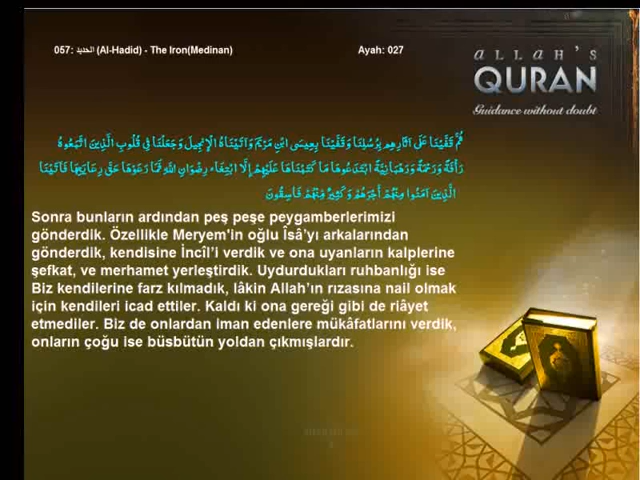 057: الحديد (Al-Hadid) - The Iron(Medinan)
Ayah: 027
ALLAH'S
QURAN
Guidance without doubt
ثُمَّ قَفَّيْنَا عَلَىٰ آثَارِهِم بِرُسُلِنَا وَقَفَّيْنَا بِعِيسَى ابْنِ مَرْيَمَ وَآتَيْنَاهُ الْإِنجِيلَ وَجَعَلْنَا فِي قُلُوبِ الَّذِينَ اتَّبَعُوهُ
رَأْفَةً وَرَحْمَةً وَرَهْبَانِيَّةً ابْتَدَعُوهَا مَا كَتَبْنَاهَا عَلَيْهِمْ إِلَّا ابْتِغَاءَ رِضْوَانِ اللَّهِ فَمَا رَعَوْهَا حَقَّ رِعَايَتِهَا فَآتَيْنَا
الَّذِينَ آمَنُوا مِنْهُمْ أَجْرَهُمْ وَكَثِيرٌ مِّنْهُمْ فَاسِقُونَ
Sonra bunların ardından peş peşe peygamberlerimizi
gönderdik. Özellikle Meryem'in oğlu Îsâ’yı arkalarından
gönderdik, kendisine İncîl’i verdik ve ona uyanların kalplerine
şefkat, ve merhamet yerleştirdik. Uydurdukları ruhbanlığı ise
Biz kendilerine farz kılmadık, lâkin Allah’ın rızasına nail olmak
için kendileri icad ettiler. Kaldı ki ona gereği gibi de riâyet
etmediler. Biz de onlardan iman edenlere mükâfatlarını verdik,
onların çoğu ise büsbütün yoldan çıkmışlardır.